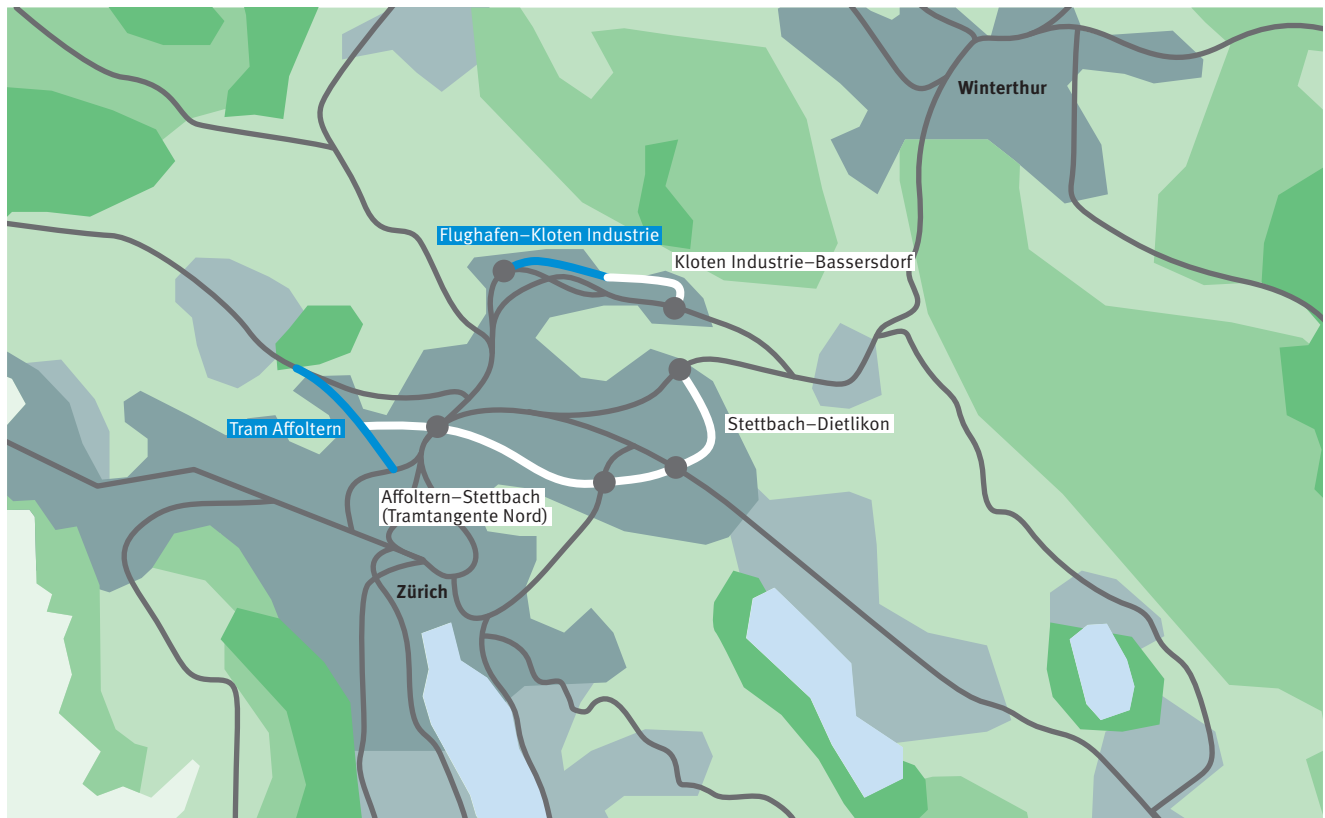 Winterthur
Flughafen–Kloten Industrie
Kloten Industrie–Bassersdorf
Tram Affoltern
Stettbach–Dietlikon
Affoltern–Stettbach
(Tramtangente Nord)
Zürich